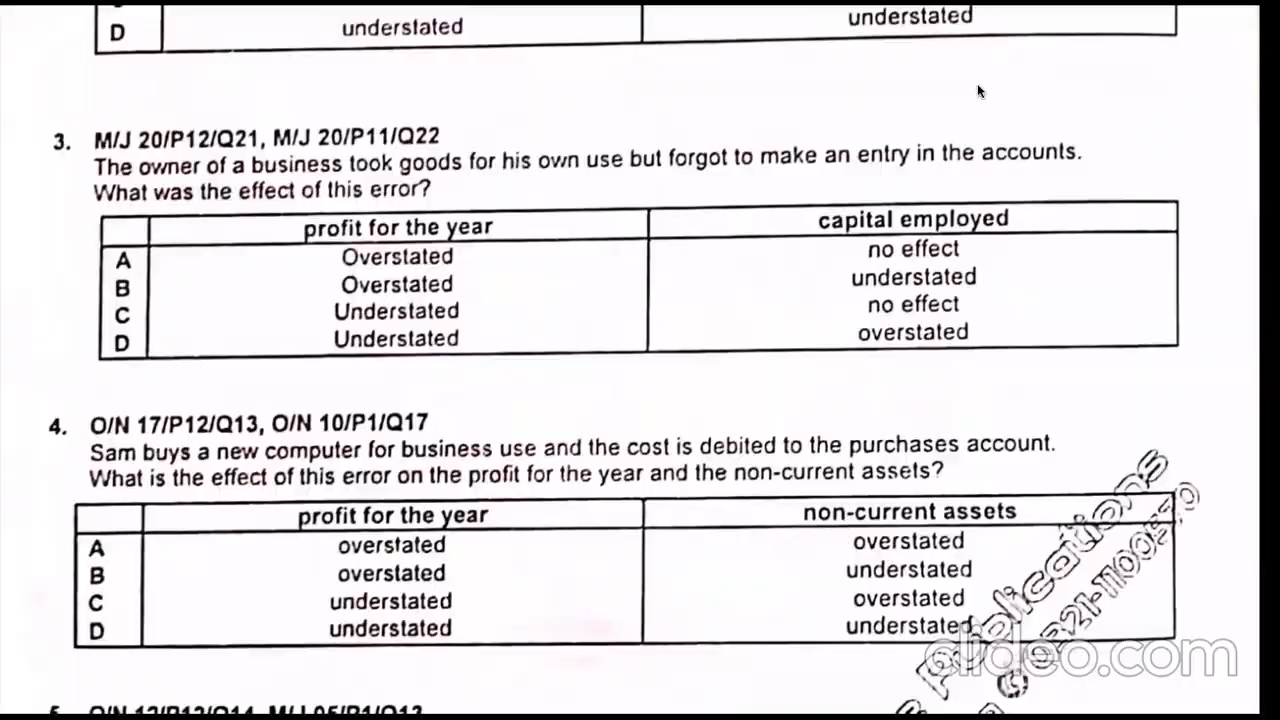 D understated understated
3. M/J 20/P12/Q21, M/J 20/P11/Q22
The owner of a business took goods for his own use but forgot to make an entry in the accounts.
What was the effect of this error?
profit for the year capital employed
A Overstated no effect
B Overstated understated
C Understated no effect
D Understated overstated
4. O/N 17/P12/Q13, O/N 10/P1/Q17
Sam buys a new computer for business use and the cost is debited to the purchases account.
What is the effect of this error on the profit for the year and the non-current assets?
profit for the year non-current assets
A overstated overstated
B overstated understated
C understated overstated
D understated understated
Publications
clideo.com